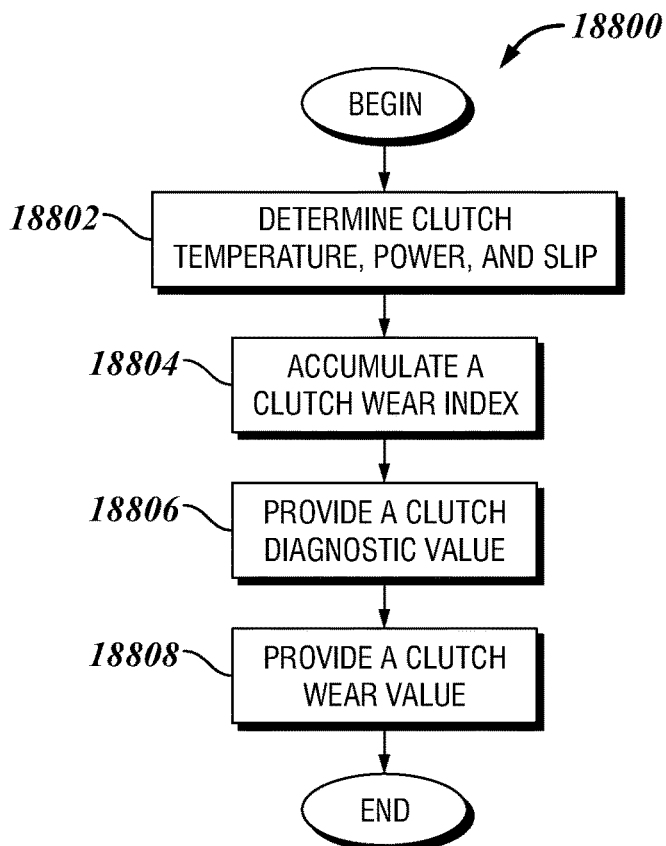 18800
BEGIN
18802
DETERMINE CLUTCH
TEMPERATURE, POWER, AND SLIP
18804
ACCUMULATE A
CLUTCH WEAR INDEX
18806
PROVIDE A CLUTCH
DIAGNOSTIC VALUE
18808
PROVIDE A CLUTCH
WEAR VALUE
END